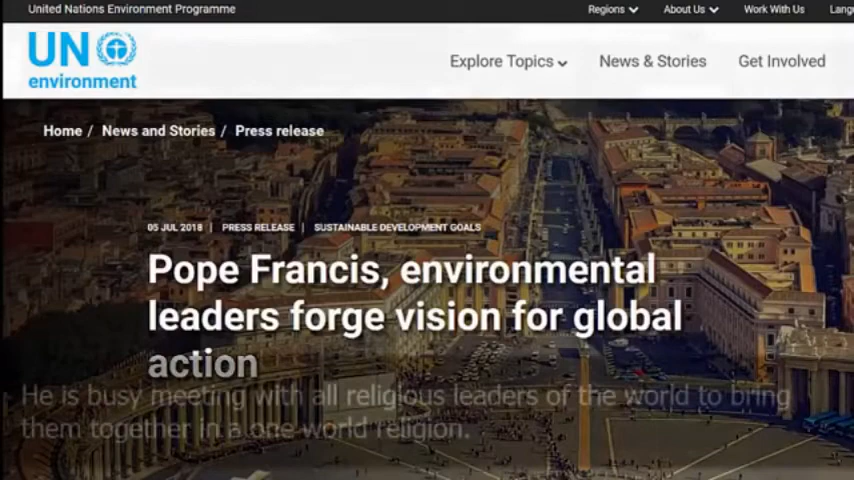 United Nations Environment Programme
Regions
About Us
Work With Us
Langu
UN
environment
Explore Topics
News & Stories
Get Involved
Home / News and Stories / Press release
05 JUL 2018 | PRESS RELEASE | SUSTAINABLE DEVELOPMENT GOALS
Pope Francis, environmental
leaders forge vision for global
action
He is busy meeting with all religious leaders of the world to bring
them together in a one world religion.